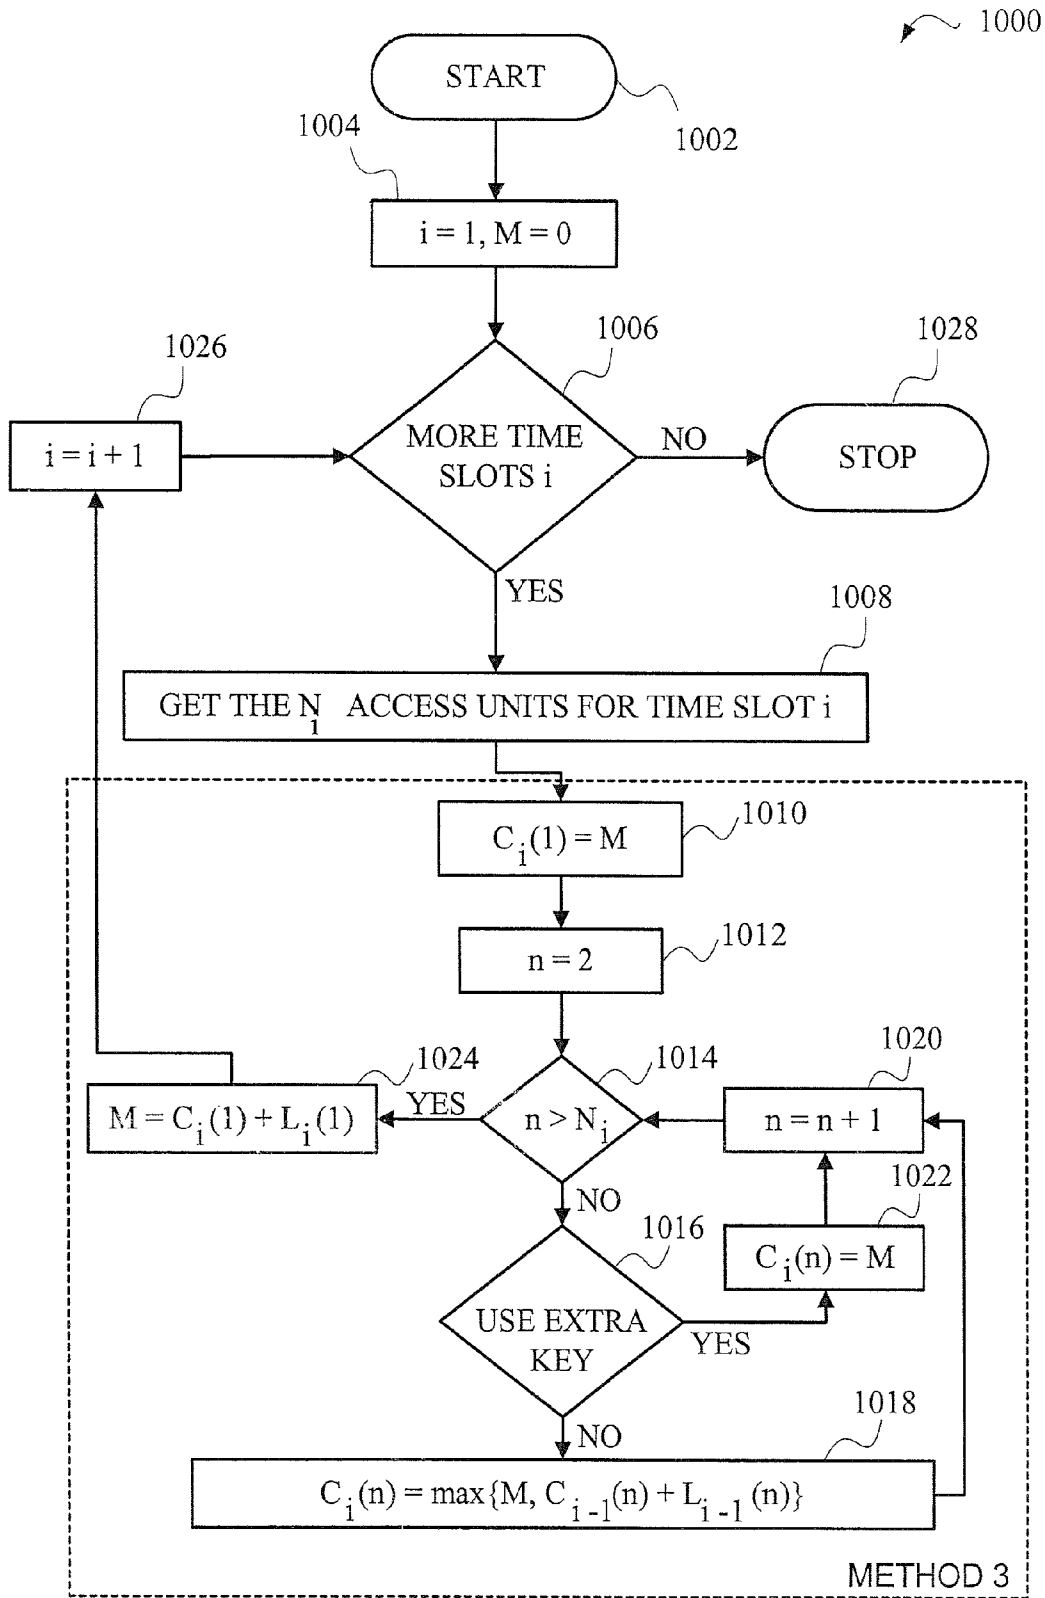 1000
START
1002
1004
i = 1, M = 0
1006
1028
1026
i = i + 1
MORE TIME
SLOTS i
NO
STOP
YES
1008
GET THE N_i ACCESS UNITS FOR TIME SLOT i
1010
C_i(1) = M
1012
n = 2
1024
1014
1020
M = C_i(1) + L_i(1)
YES
n > N_i
n = n + 1
NO
1022
1016
C_i(n) = M
USE EXTRA
KEY
YES
NO
1018
C_i(n) = max{M, C_{i-1}(n) + L_{i-1}(n)}
METHOD 3